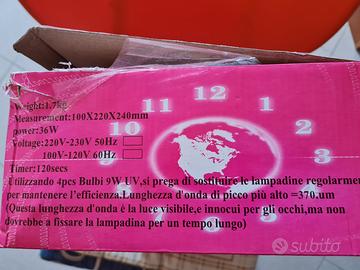 Weight:1.7kg
Measurement:100X220X240mm
power:36W
Voltage:220V-230V 50Hz
100V-120V 60Hz
Timer:120secs
11 12 1
10 2
3
Utilizzando 4pcs Bulbi 9W UV,si prega di sostituire le lampadine regolarmen
per mantenere l'efficienza.Lunghezza d'onda di picco più alto =370.um
(Questa lunghezza d'onda è la luce visibile,e innocui per gli occhi,ma non
dovrebbe a fissare la lampadina per un tempo lungo)
subito